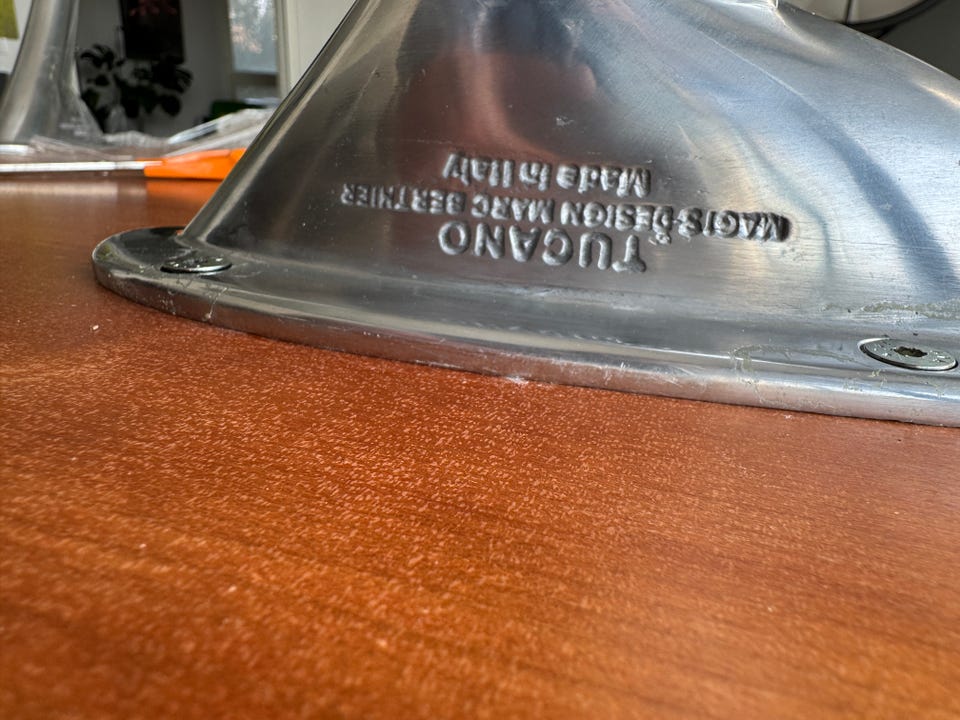 TUCANO
MAGIS-DESIGN MARC BERTHIER
Made in Italy